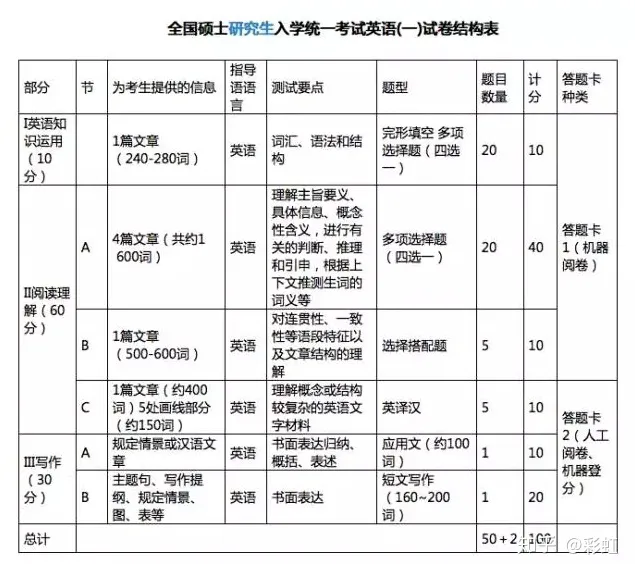 全国硕士研究生入学统一考试英语(一)试卷结构表
部分 节 为考生提供的信息 指导语语言 测试要点 题型 题目数量 计分 答题卡种类
I英语知识运用（10分） 1篇文章（240-280词） 英语 词汇、语法和结构 完形填空 多项选择题（四选一） 20 10 答题卡1（机器阅卷）
II阅读理解（60分） A 4篇文章（共约1600词） 英语 理解主旨要义、具体信息、概念性含义，进行有关的判断、推理和引申，根据上下文推测生词的词义等 多项选择题（四选一） 20 40
B 1篇文章（500-600词） 英语 对连贯性、一致性等语段特征以及文章结构的理解 选择搭配题 5 10
C 1篇文章（约400词）5处画线部分（约150词） 英语 理解概念或结构较复杂的英语文字材料 英译汉 5 10 答题卡2（人工阅卷、机器登分）
III写作（30分） A 规定情景或汉语文章 英语 书面表达归纳、概括、表述 应用文（约100词） 1 10
B 主题句、写作提纲、规定情景、图、表等 英语 书面表达 短文写作（160~200词） 1 20
总计 50+2 100
知乎 @彩虹